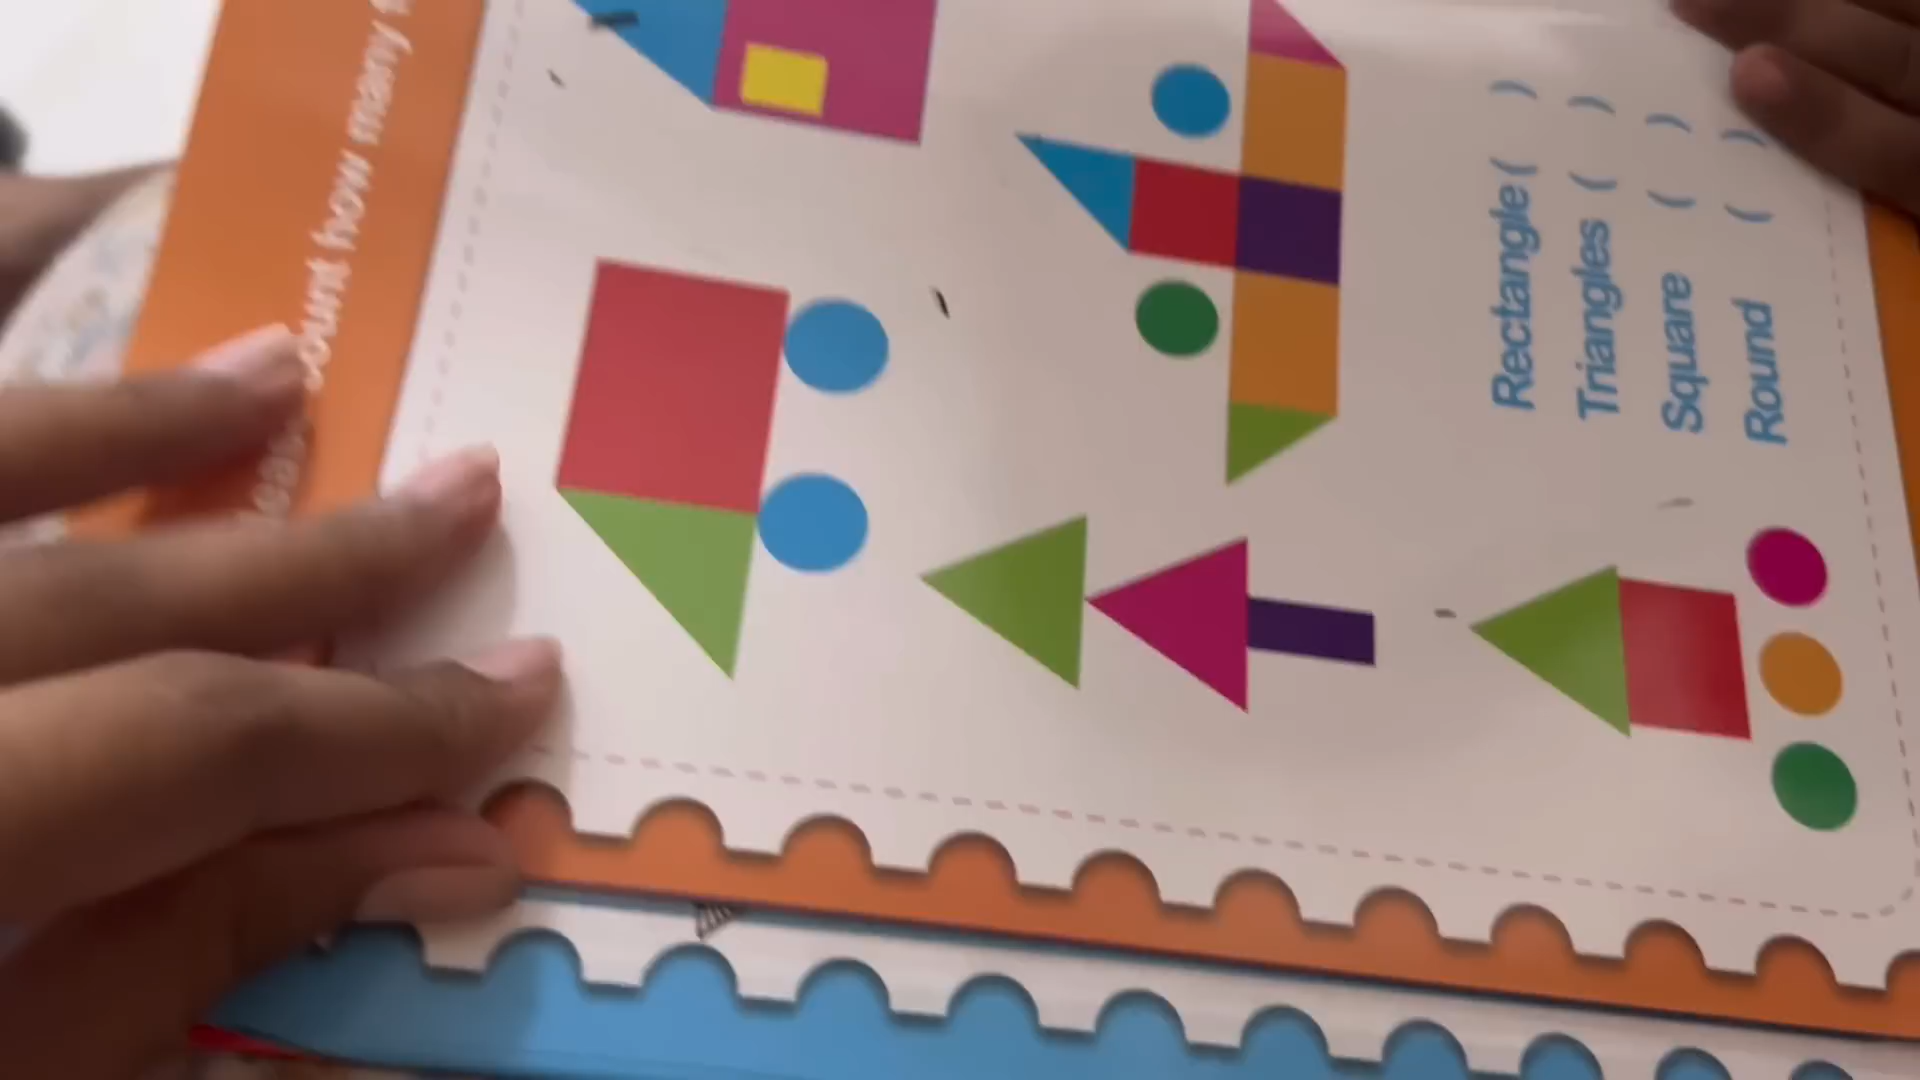 count how many
Rectangle ( )
Triangles ( )
Square ( )
Round ( )